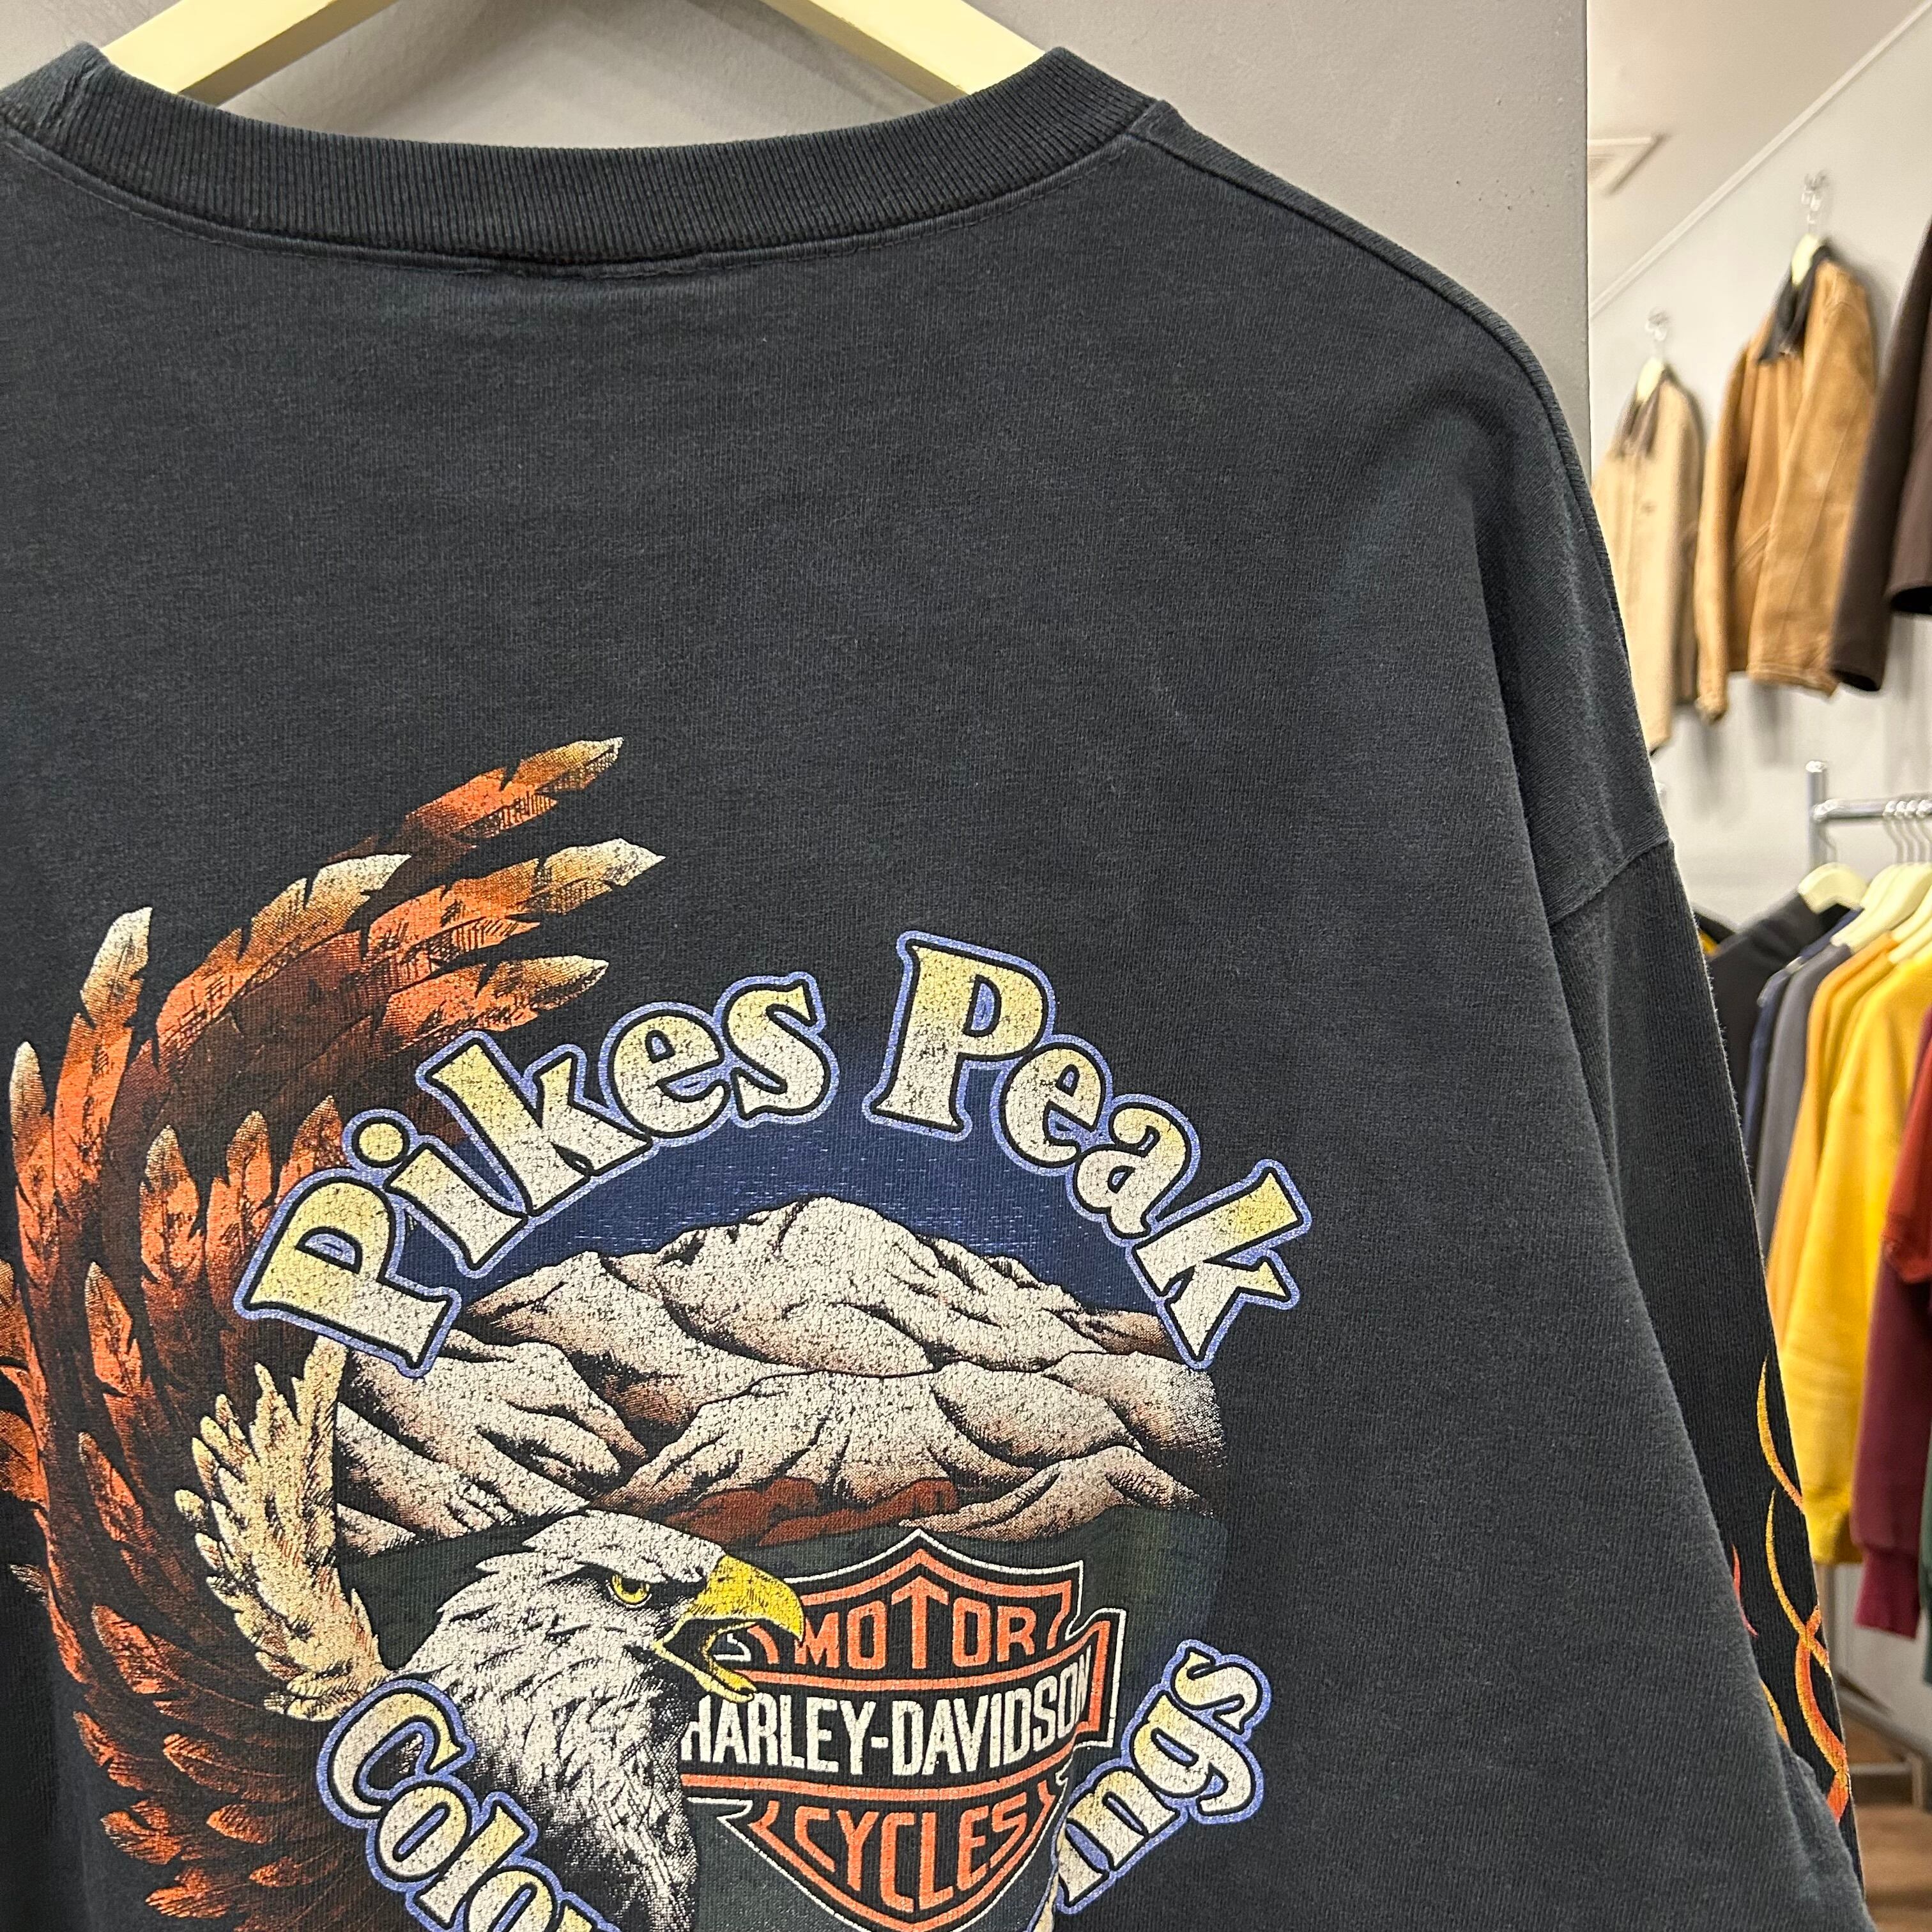 Pikes Peak
MOTOR
HARLEY-DAVIDSON
CYCLES